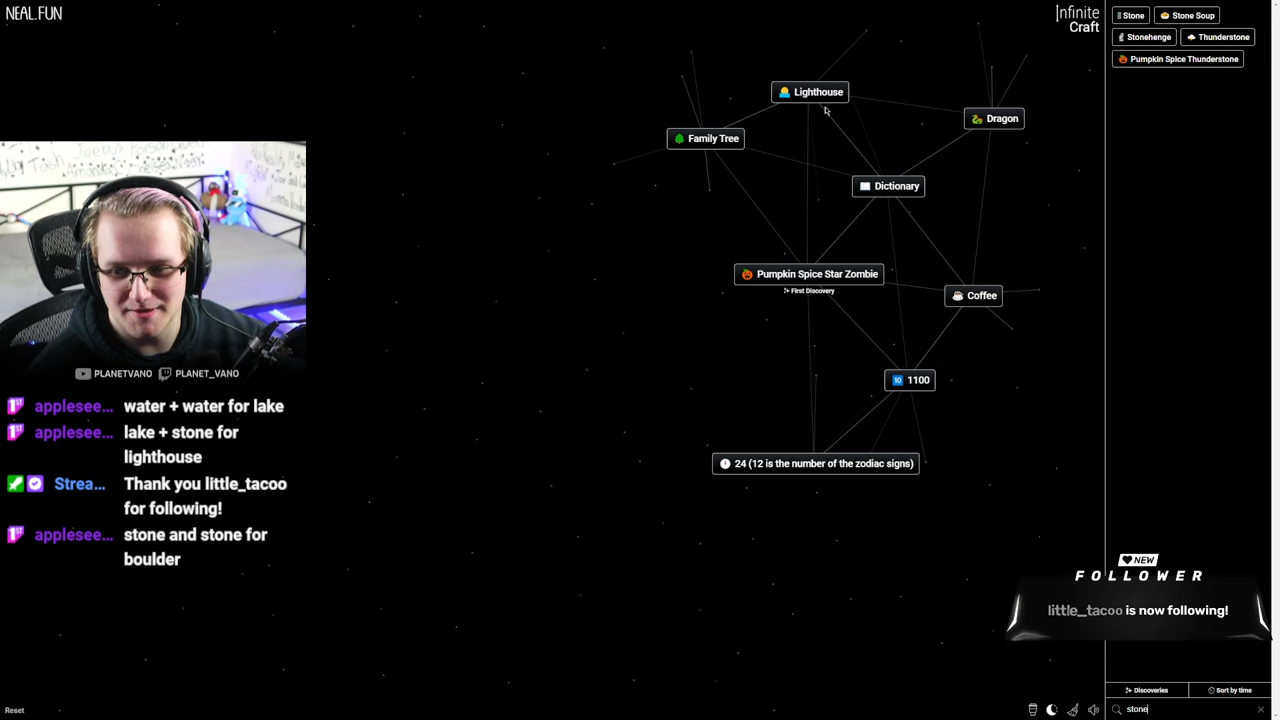 NEAL.FUN
Infinite
Craft
Stone
Stone Soup
Stonehenge
Thunderstone
Pumpkin Spice Thunderstone
Lighthouse
Dragon
Family Tree
Dictionary
Pumpkin Spice Star Zombie
First Discovery
Coffee
1100
24 (12 is the number of the zodiac signs)
PLANETVANO
PLANET_VANO
applesee... water + water for lake
applesee... lake + stone for
lighthouse
Strea... Thank you little_tacoo
for following!
applesee... stone and stone for
boulder
NEW
FOLLOWER
little_tacoo is now following!
Discoveries
Sort by time
Reset
stone